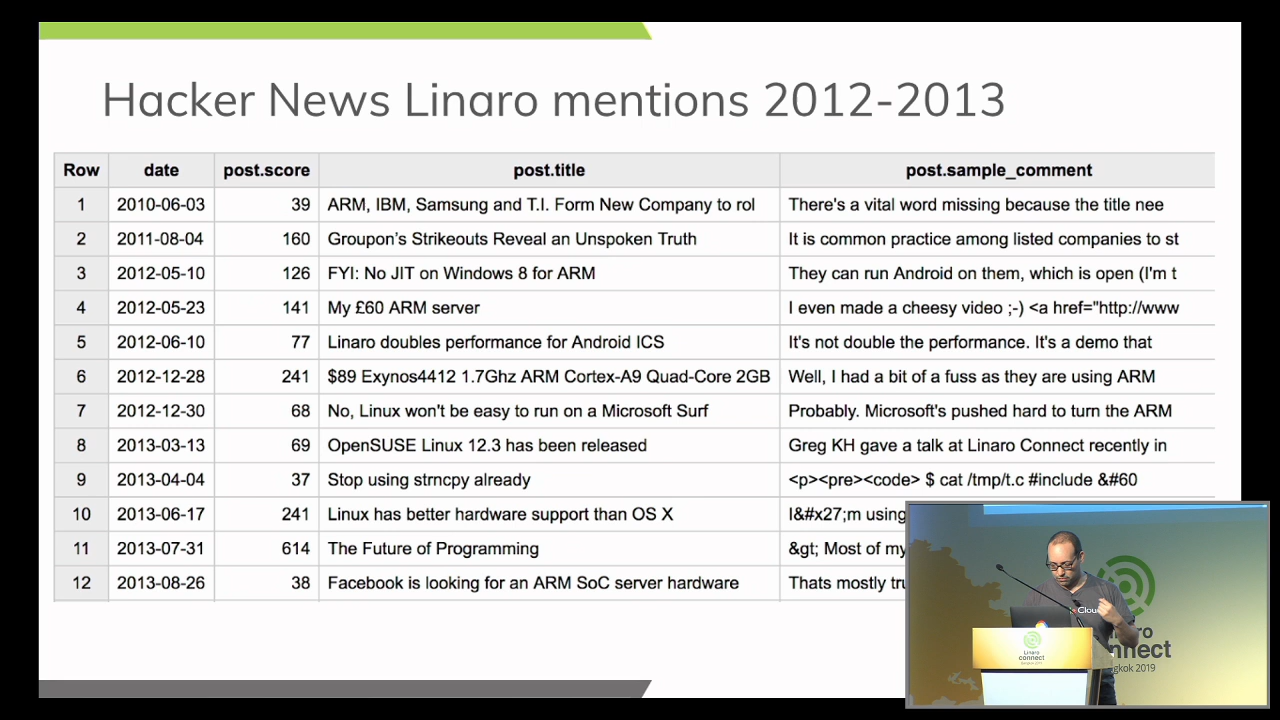 Hacker News Linaro mentions 2012-2013
Row date post.score post.title post.sample_comment
1 2010-06-03 39 ARM, IBM, Samsung and T.I. Form New Company to rol There's a vital word missing because the title nee
2 2011-08-04 160 Groupon’s Strikeouts Reveal an Unspoken Truth It is common practice among listed companies to st
3 2012-05-10 126 FYI: No JIT on Windows 8 for ARM They can run Android on them, which is open (I'm t
4 2012-05-23 141 My £60 ARM server I even made a cheesy video ;-) <a href="http://www
5 2012-06-10 77 Linaro doubles performance for Android ICS It's not double the performance. It's a demo that
6 2012-12-28 241 $89 Exynos4412 1.7Ghz ARM Cortex-A9 Quad-Core 2GB Well, I had a bit of a fuss as they are using ARM
7 2012-12-30 68 No, Linux won't be easy to run on a Microsoft Surf Probably. Microsoft's pushed hard to turn the ARM
8 2013-03-13 69 OpenSUSE Linux 12.3 has been released Greg KH gave a talk at Linaro Connect recently in
9 2013-04-04 37 Stop using strncpy already <p><pre><code> $ cat /tmp/t.c #include &#60
10 2013-06-17 241 Linux has better hardware support than OS X I&#x27;m using
11 2013-07-31 614 The Future of Programming &gt; Most of my
12 2013-08-26 38 Facebook is looking for an ARM SoC server hardware Thats mostly tru
Cloud
Linaro
connect
Bangkok 2019